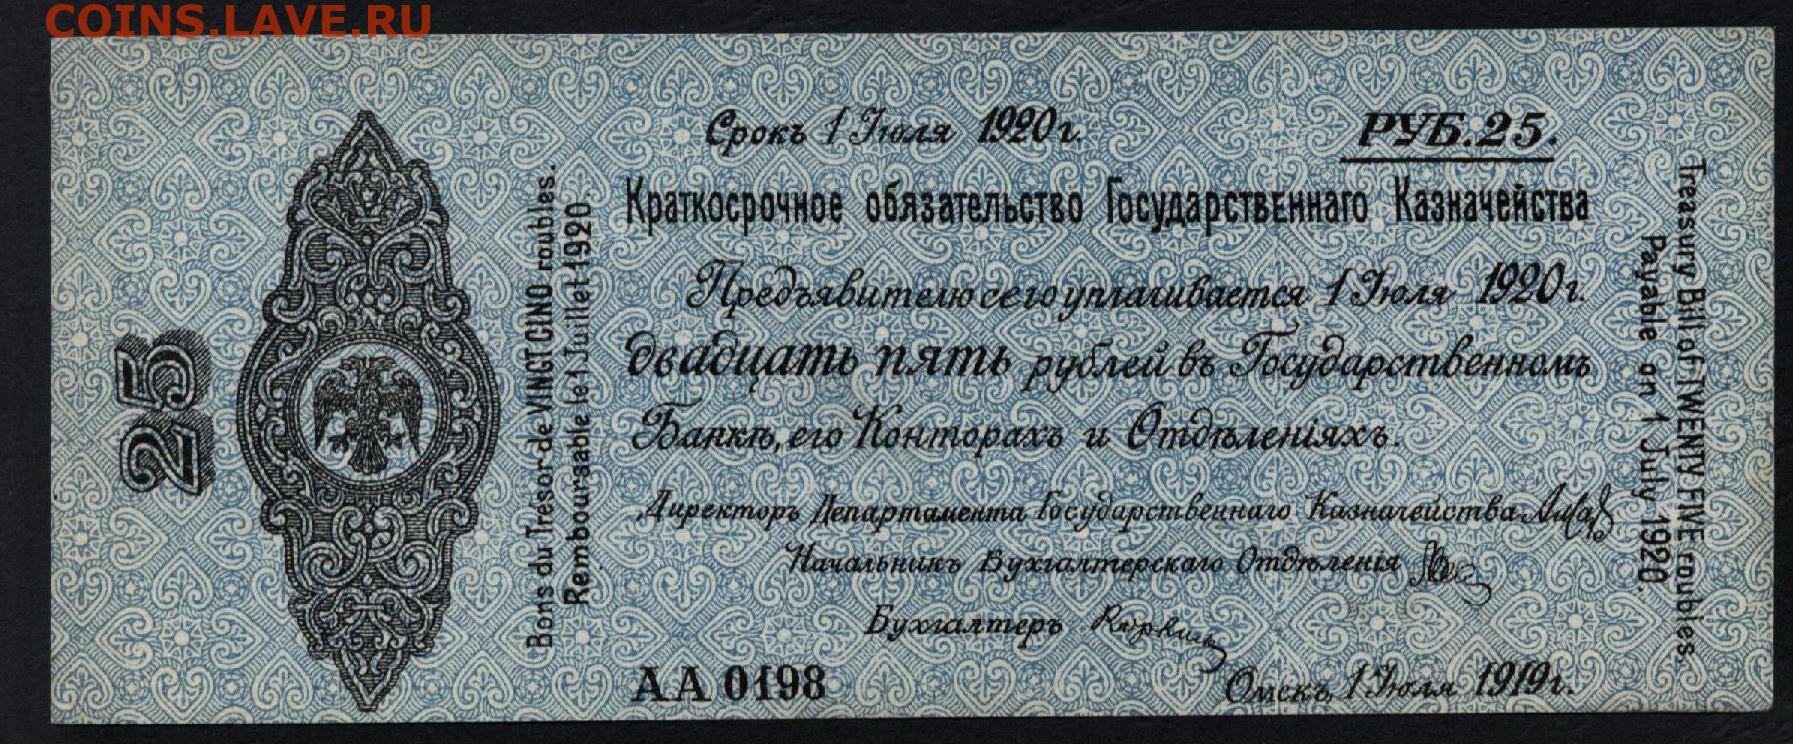 COINS.LAVE.RU
25
Bons du Tresor de VINGT CINQ roubles.
Remboursable le 1 Juillet 1920.
Срокъ 1 Іюля 1920 г.
РУБ.25.
Краткосрочное обязательство Государственнаго Казначейства
Предъявителю сего уплачивается 1 Іюля 1920 г.
двадцать пять рублей въ Государственномъ
Банкѣ, его Конторахъ и Отдѣленіяхъ.
Директоръ Департамента Государственнаго Казначейства
Начальникъ Бухгалтерскаго Отдѣленія
Бухгалтеръ
АА 0198
Омскъ, 1 Іюля 1919 г.
Treasury Bill of TWENTY FIVE roubles.
Payable on 1 July 1920.